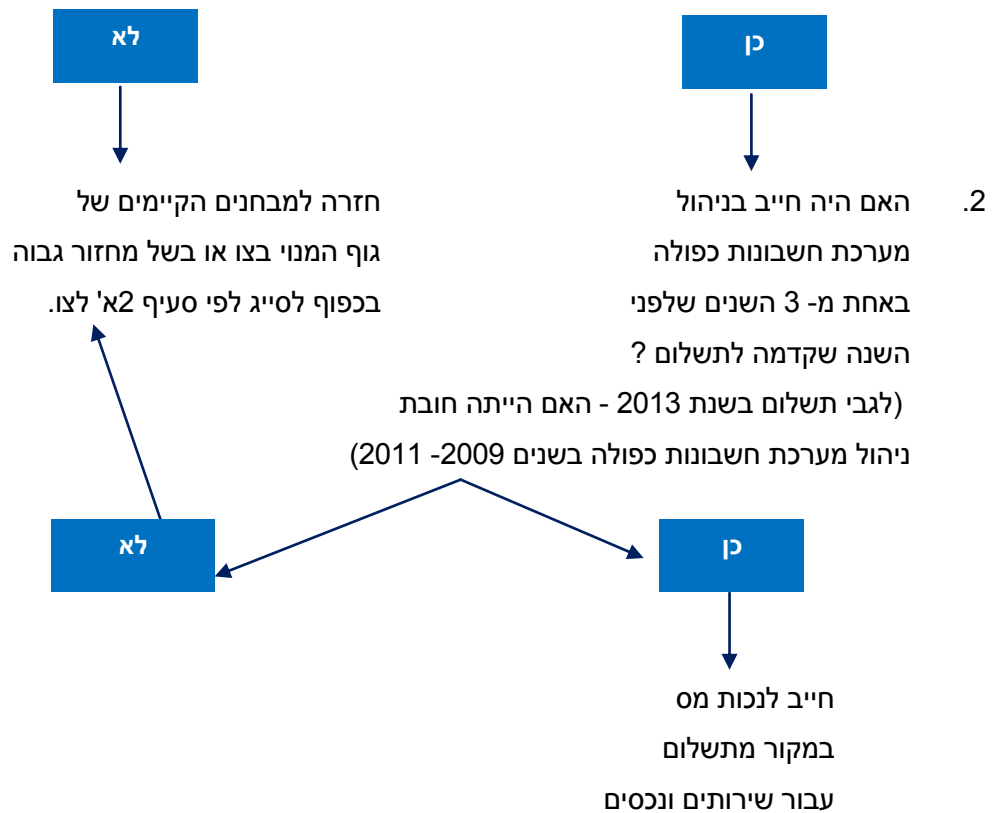 כן
לא
2. האם היה חייב בניהול
מערכת חשבונות כפולה
באחת מ- 3 השנים שלפני
השנה שקדמה לתשלום ?
(לגבי תשלום בשנת 2013 - האם הייתה חובת
ניהול מערכת חשבונות כפולה בשנים 2009- 2011)
חזרה למבחנים הקיימים של
גוף המנוי בצו או בשל מחזור גבוה
בכפוף לסייג לפי סעיף 2א' לצו.
כן
לא
חייב לנכות מס
במקור מתשלום
עבור שירותים ונכסים